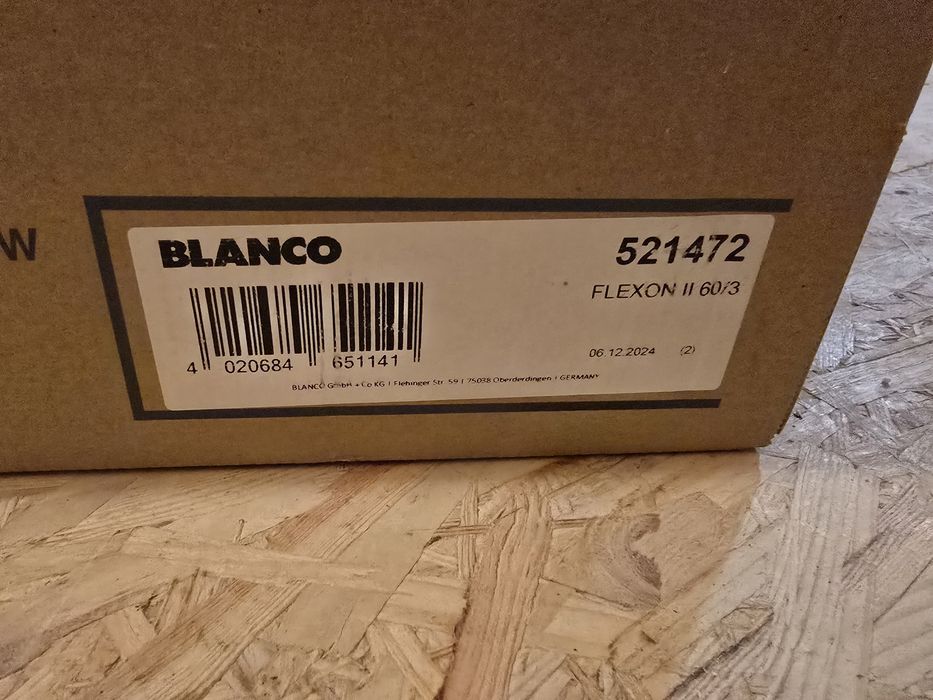 W
BLANCO
521472
FLEXON II 60/3
4 020684 651141
06.12.2024 (2)
BLANCO GmbH + Co KG | Flehinger Str. 59 | 75038 Oberderdingen | GERMANY